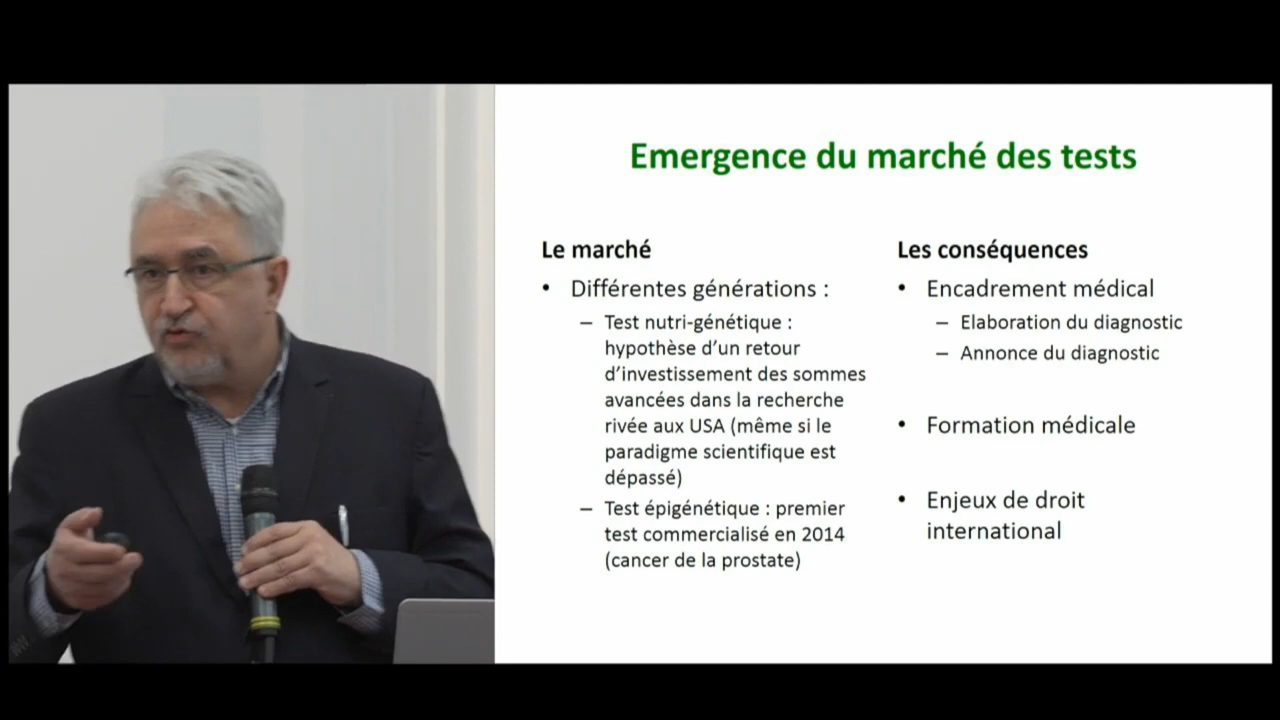 Emergence du marché des tests
Le marché
• Différentes générations :
– Test nutri-génétique :
hypothèse d’un retour
d’investissement des sommes
avancées dans la recherche
rivée aux USA (même si le
paradigme scientifique est
dépassé)
– Test épigénétique : premier
test commercialisé en 2014
(cancer de la prostate)
Les conséquences
• Encadrement médical
– Elaboration du diagnostic
– Annonce du diagnostic
• Formation médicale
• Enjeux de droit
international